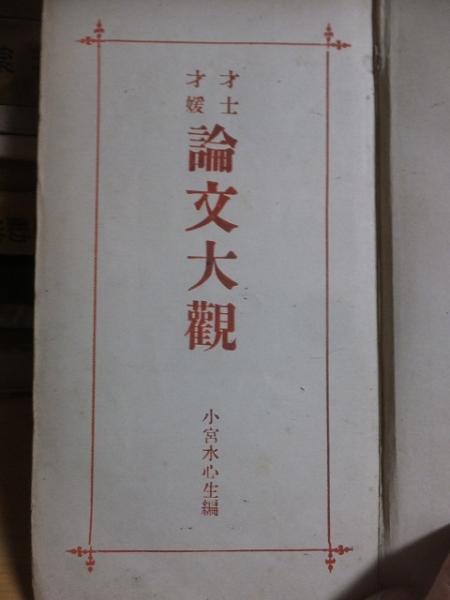 才士
才媛
論文大觀
小宮水心生編